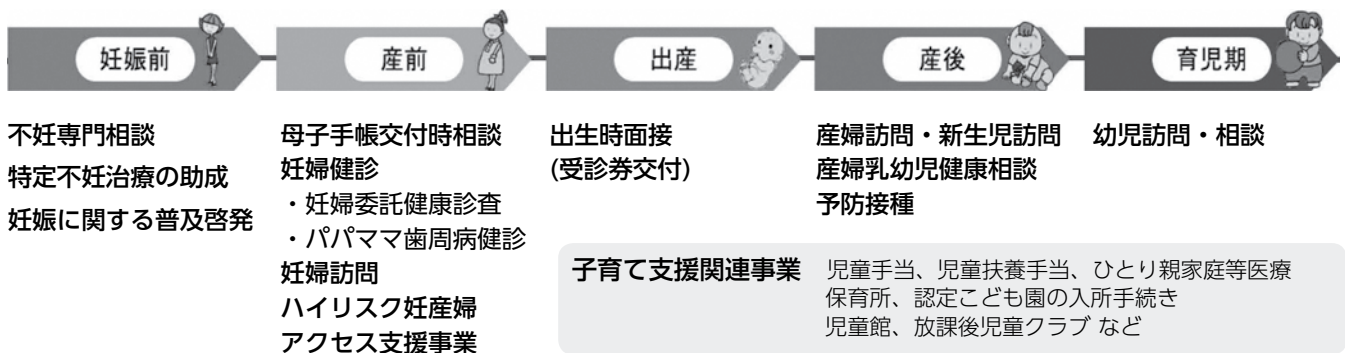 妊娠前
産前
出産
産後
育児期
不妊専門相談
特定不妊治療の助成
妊娠に関する普及啓発
母子手帳交付時相談
妊婦健診
・妊婦委託健康診査
・パパママ歯周病健診
妊婦訪問
ハイリスク妊産婦
アクセス支援事業
出生時面接
(受診券交付)
産婦訪問・新生児訪問
産婦乳幼児健康相談
予防接種
幼児訪問・相談
子育て支援関連事業
児童手当、児童扶養手当、ひとり親家庭等医療
保育所、認定こども園の入所手続き
児童館、放課後児童クラブ など